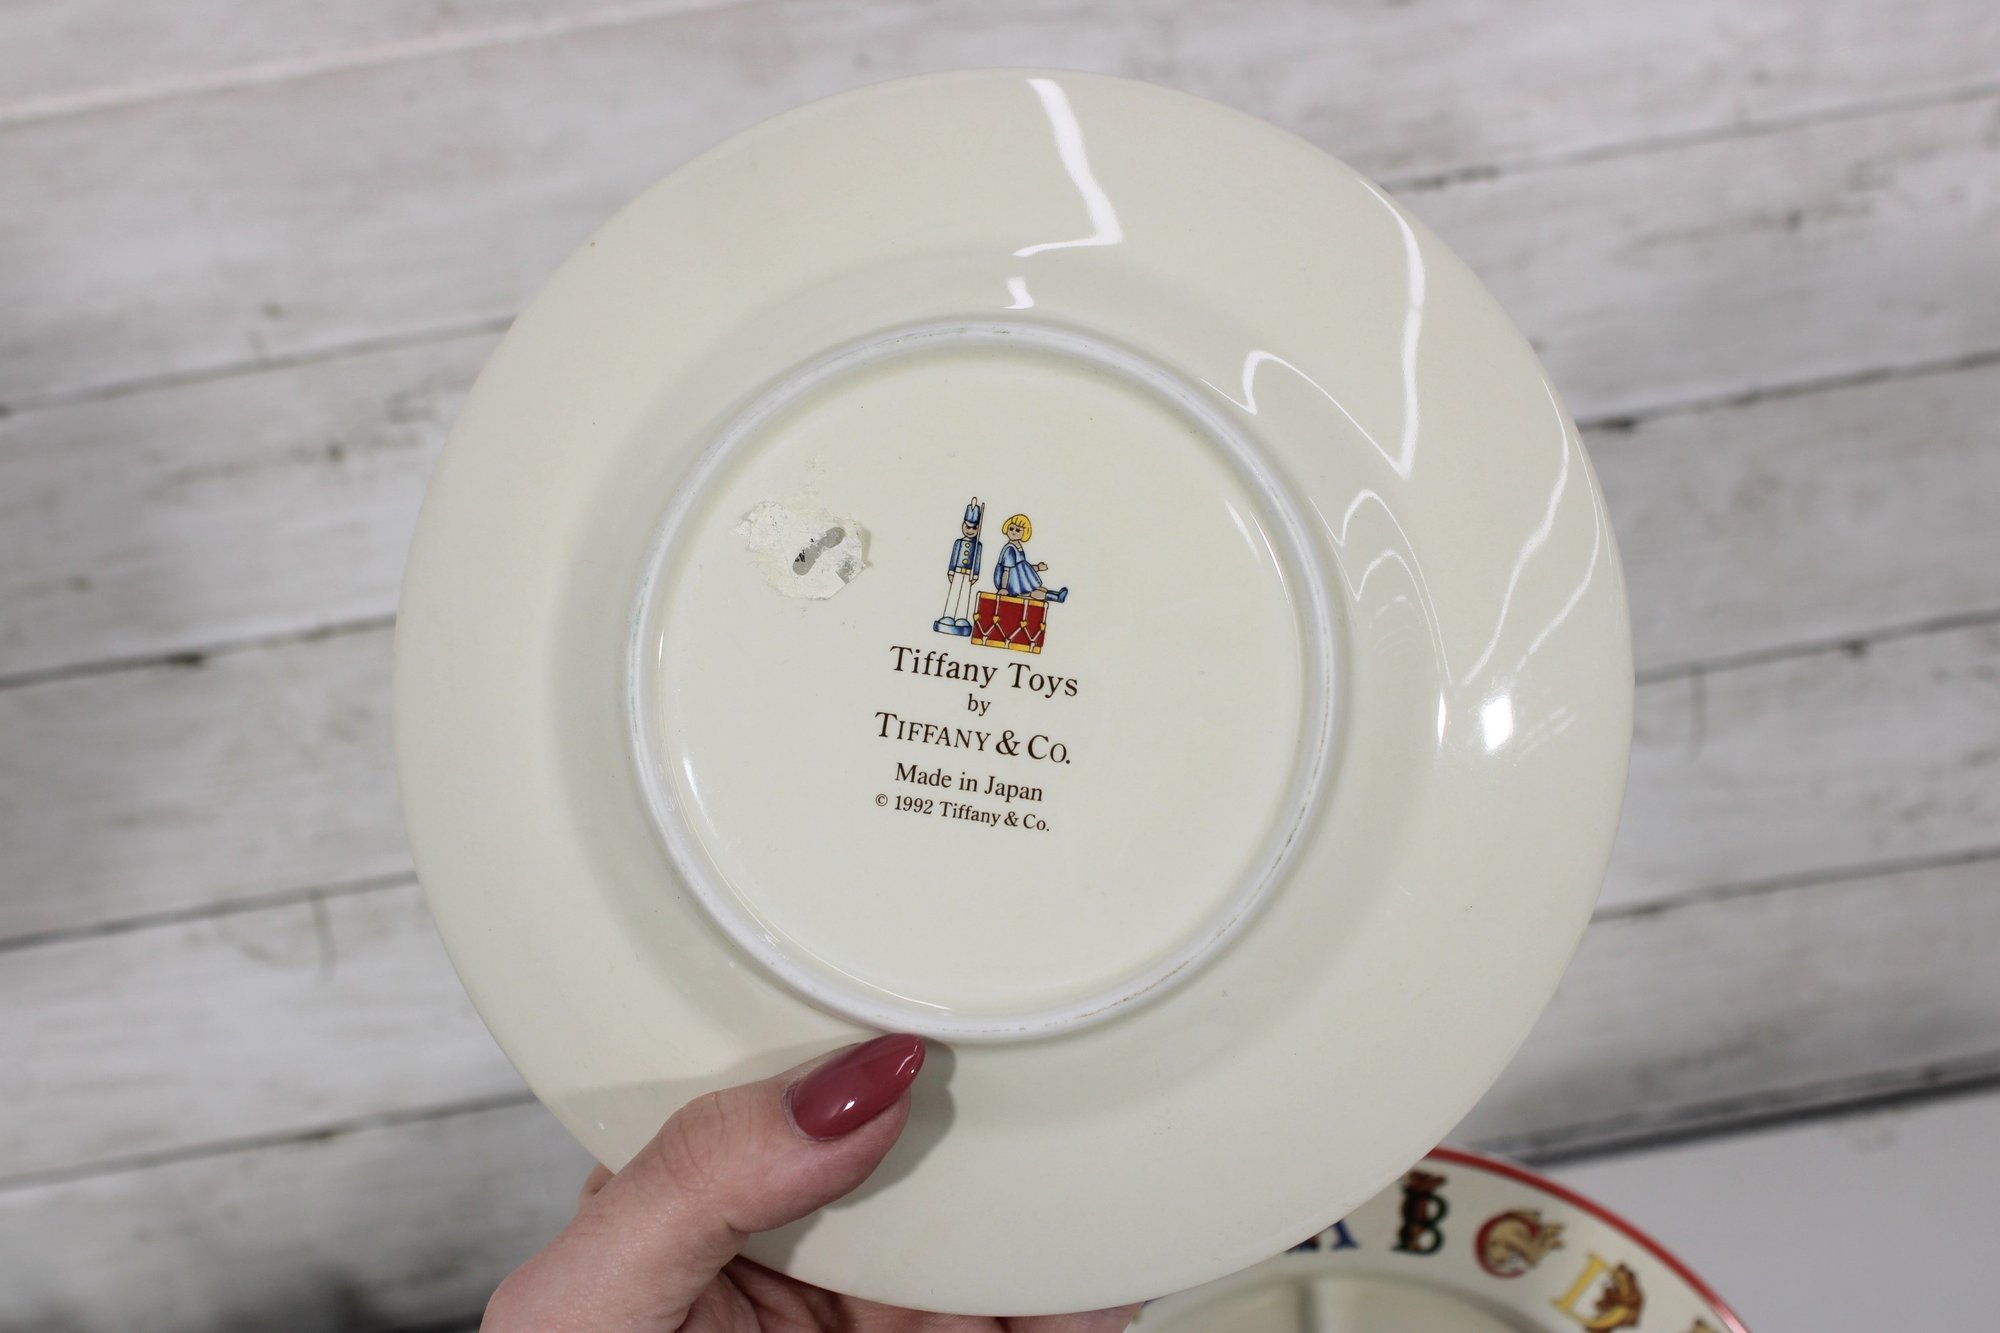 Tiffany Toys
by
TIFFANY & CO.
Made in Japan
© 1992 Tiffany & Co.
A B C D